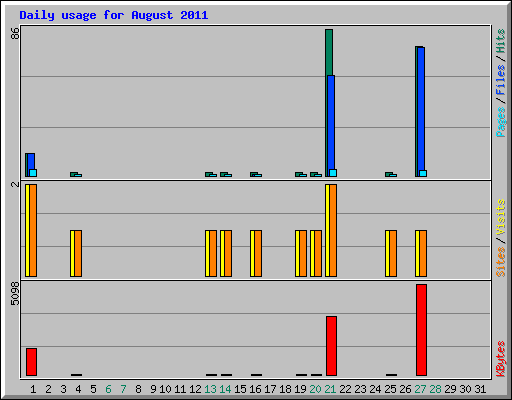 Daily usage for August 2011
86
Pages/Files/Hits
2
Sites/Visits
5098
KBytes
1 2 3 4 5 6 7 8 9 10 11 12 13 14 15 16 17 18 19 20 21 22 23 24 25 26 27 28 29 30 31